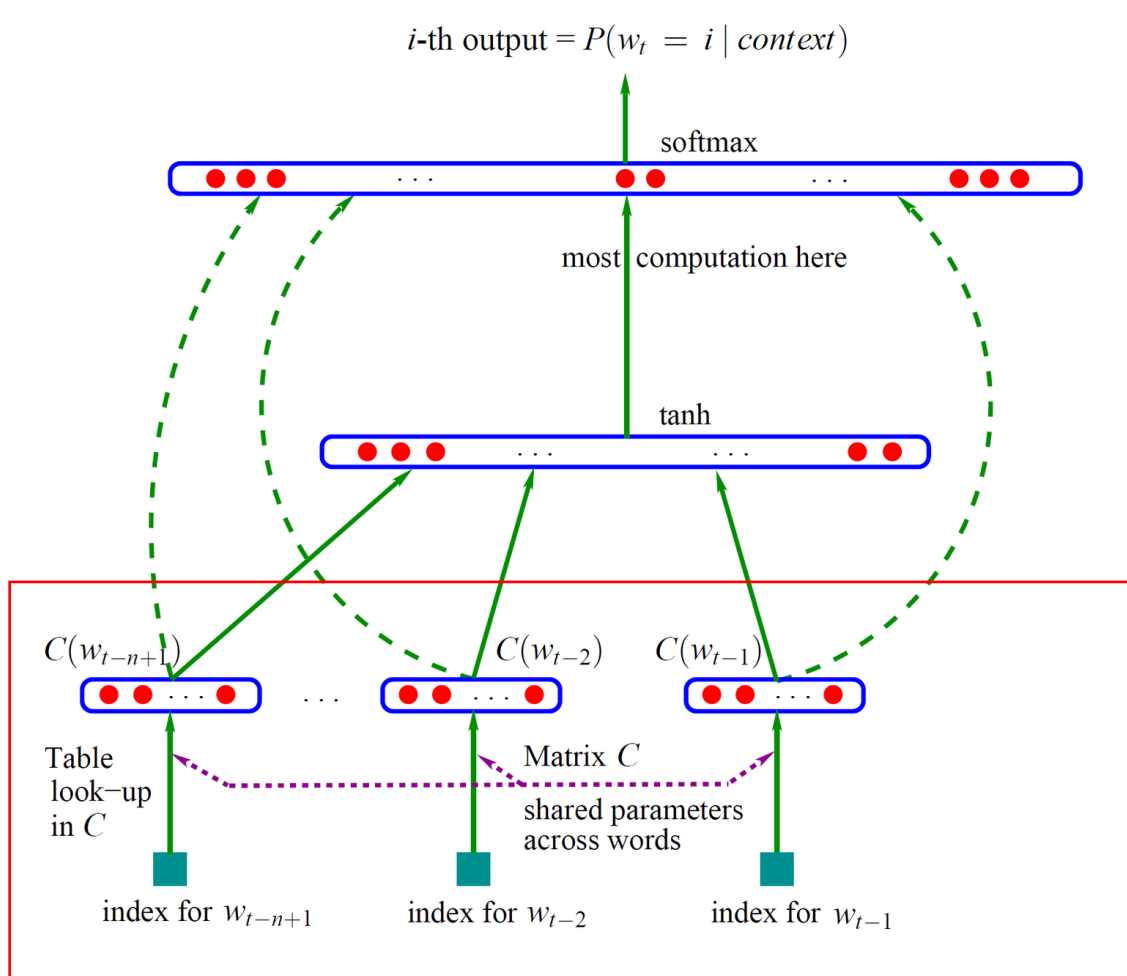 i-th output = P(w_t = i | context)
softmax
. . .
. . .
most computation here
tanh
. . .
. . .
C(w_{t−n+1})
C(w_{t−2})
C(w_{t−1})
. . .
. . .
. . .
. . .
Table
look−up
in C
Matrix C
shared parameters
across words
index for w_{t−n+1}
index for w_{t−2}
index for w_{t−1}